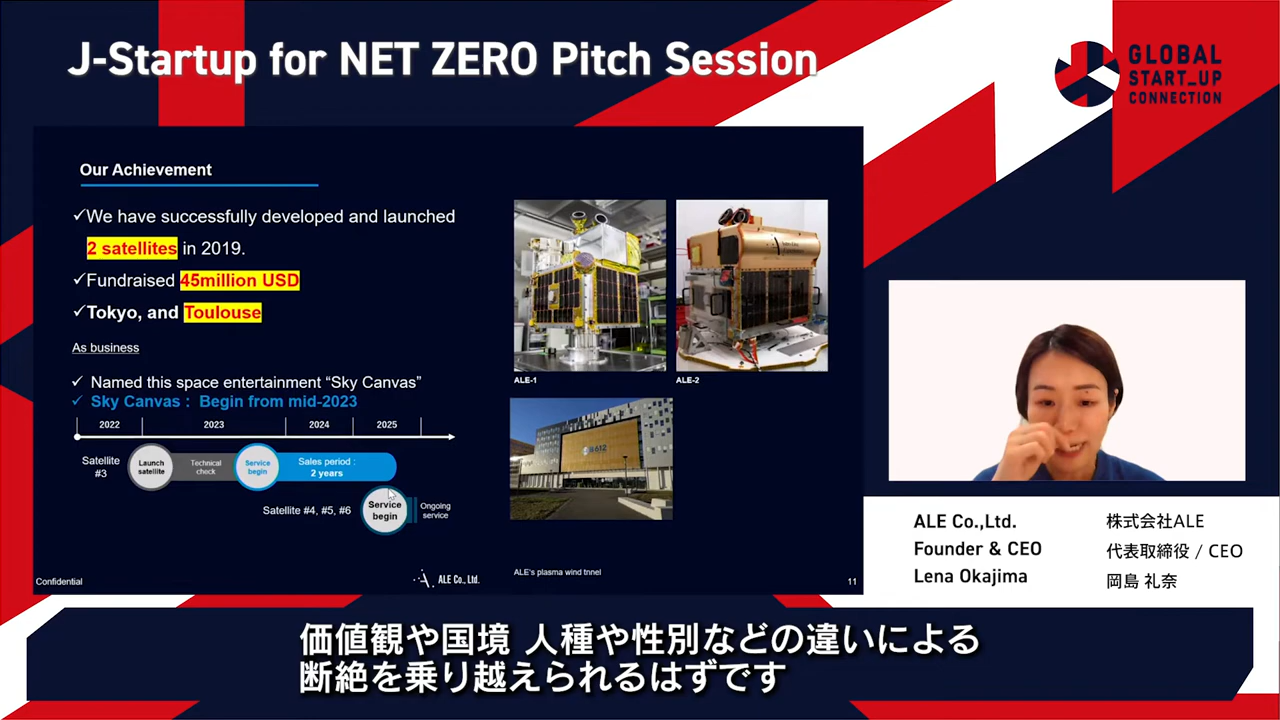 J-Startup for NET ZERO Pitch Session
GLOBAL
START_UP
CONNECTION
Our Achievement
✓We have successfully developed and launched
2 satellites in 2019.
✓Fundraised 45million USD
✓Tokyo, and Toulouse
As business
✓ Named this space entertainment “Sky Canvas”
✓ Sky Canvas : Begin from mid-2023
2022 2023 2024 2025
Satellite
#3
Launch
satellite
Technical
check
Service
begin
Sales period :
2 years
Satellite #4, #5, #6
Service
begin
Ongoing
service
ALE-1
ALE-2
B612
ALE's plasma wind tnnel
Confidential
ALE Co., Ltd.
11
ALE Co.,Ltd.
Founder & CEO
Lena Okajima
株式会社ALE
代表取締役 / CEO
岡島 礼奈
価値観や国境 人種や性別などの違いによる
断絶を乗り越えられるはずです